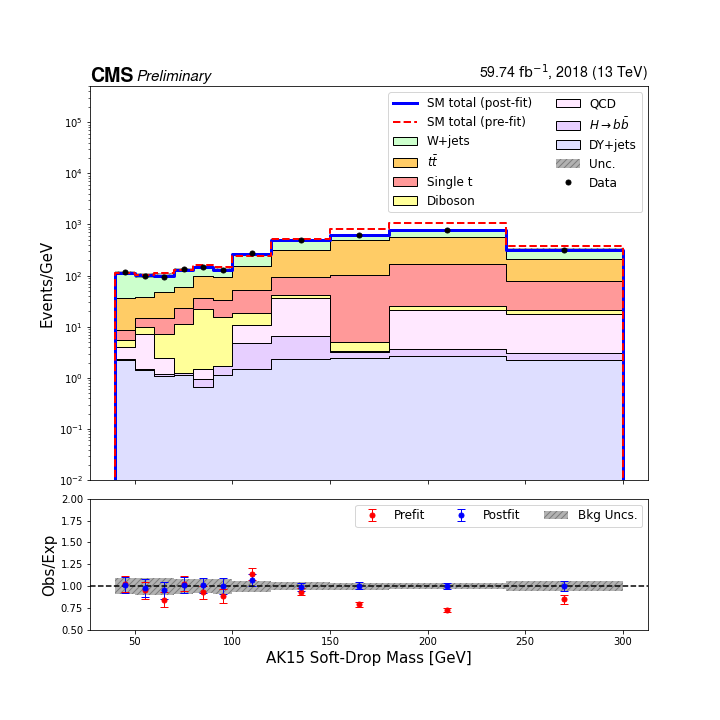 CMS Preliminary
59.74 fb⁻¹, 2018 (13 TeV)
SM total (post-fit)
SM total (pre-fit)
W+jets
tt̄
Single t
Diboson
QCD
H→bb̄
DY+jets
Unc.
Data
Events/GeV
10⁵
10⁴
10³
10²
10¹
10⁰
10⁻¹
10⁻²
Prefit
Postfit
Bkg Uncs.
Obs/Exp
2.00
1.75
1.50
1.25
1.00
0.75
0.50
50 100 150 200 250 300
AK15 Soft-Drop Mass [GeV]